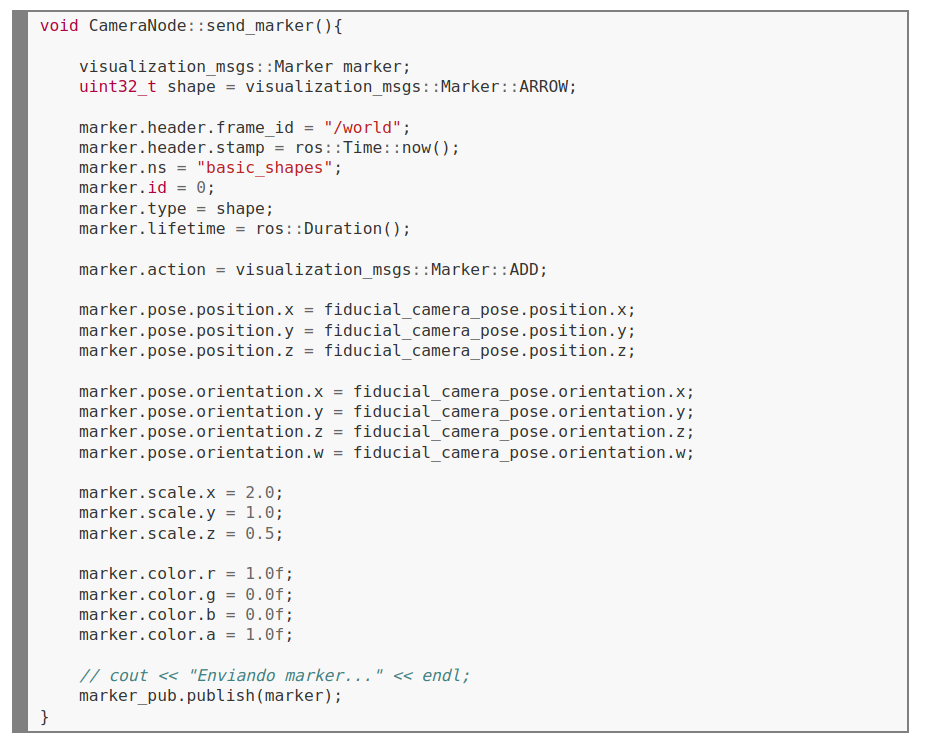 void CameraNode::send_marker(){
visualization_msgs::Marker marker;
uint32_t shape = visualization_msgs::Marker::ARROW;
marker.header.frame_id = "/world";
marker.header.stamp = ros::Time::now();
marker.ns = "basic_shapes";
marker.id = 0;
marker.type = shape;
marker.lifetime = ros::Duration();
marker.action = visualization_msgs::Marker::ADD;
marker.pose.position.x = fiducial_camera_pose.position.x;
marker.pose.position.y = fiducial_camera_pose.position.y;
marker.pose.position.z = fiducial_camera_pose.position.z;
marker.pose.orientation.x = fiducial_camera_pose.orientation.x;
marker.pose.orientation.y = fiducial_camera_pose.orientation.y;
marker.pose.orientation.z = fiducial_camera_pose.orientation.z;
marker.pose.orientation.w = fiducial_camera_pose.orientation.w;
marker.scale.x = 2.0;
marker.scale.y = 1.0;
marker.scale.z = 0.5;
marker.color.r = 1.0f;
marker.color.g = 0.0f;
marker.color.b = 0.0f;
marker.color.a = 1.0f;
// cout << "Enviando marker..." << endl;
marker_pub.publish(marker);
}